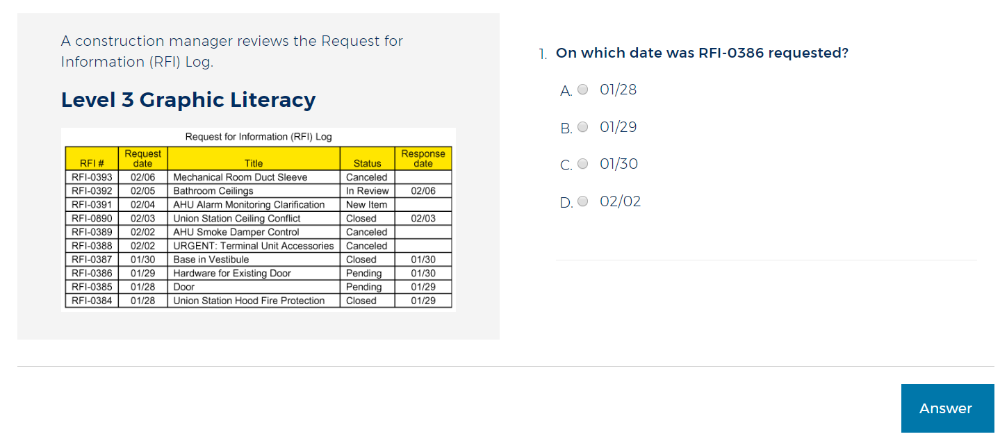 A construction manager reviews the Request for
Information (RFI) Log.
Level 3 Graphic Literacy
Request for Information (RFI) Log
RFI # Request date Title Status Response date
RFI-0393 02/06 Mechanical Room Duct Sleeve Canceled
RFI-0392 02/05 Bathroom Ceilings In Review 02/06
RFI-0391 02/04 AHU Alarm Monitoring Clarification New Item
RFI-0890 02/03 Union Station Ceiling Conflict Closed 02/03
RFI-0389 02/02 AHU Smoke Damper Control Canceled
RFI-0388 02/02 URGENT: Terminal Unit Accessories Canceled
RFI-0387 01/30 Base in Vestibule Closed 01/30
RFI-0386 01/29 Hardware for Existing Door Pending 01/30
RFI-0385 01/28 Door Pending 01/29
RFI-0384 01/28 Union Station Hood Fire Protection Closed 01/29
1. On which date was RFI-0386 requested?
A. 01/28
B. 01/29
C. 01/30
D. 02/02
Answer